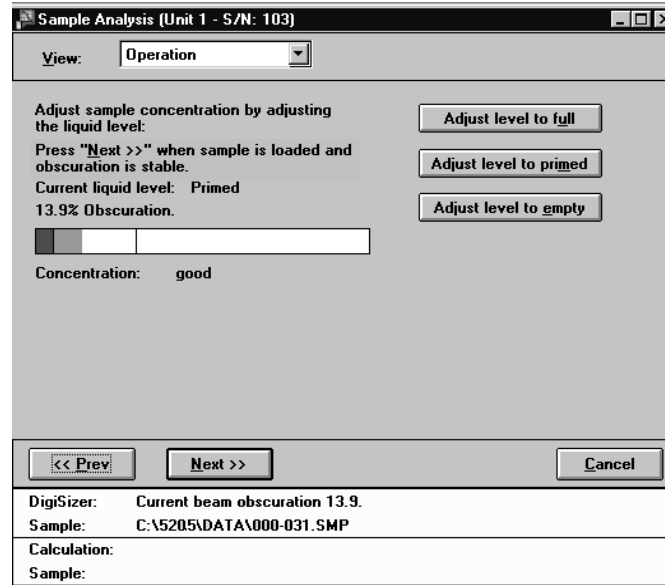 Sample Analysis (Unit 1 - S/N: 103)
View: Operation
Adjust sample concentration by adjusting
the liquid level:
Press "Next >>" when sample is loaded and
obscuration is stable.
Current liquid level: Primed
13.9% Obscuration.
Concentration: good
Adjust level to full
Adjust level to primed
Adjust level to empty
<< Prev
Next >>
Cancel
DigiSizer: Current beam obscuration 13.9.
Sample: C:\5205\DATA\000-031.SMP
Calculation:
Sample: